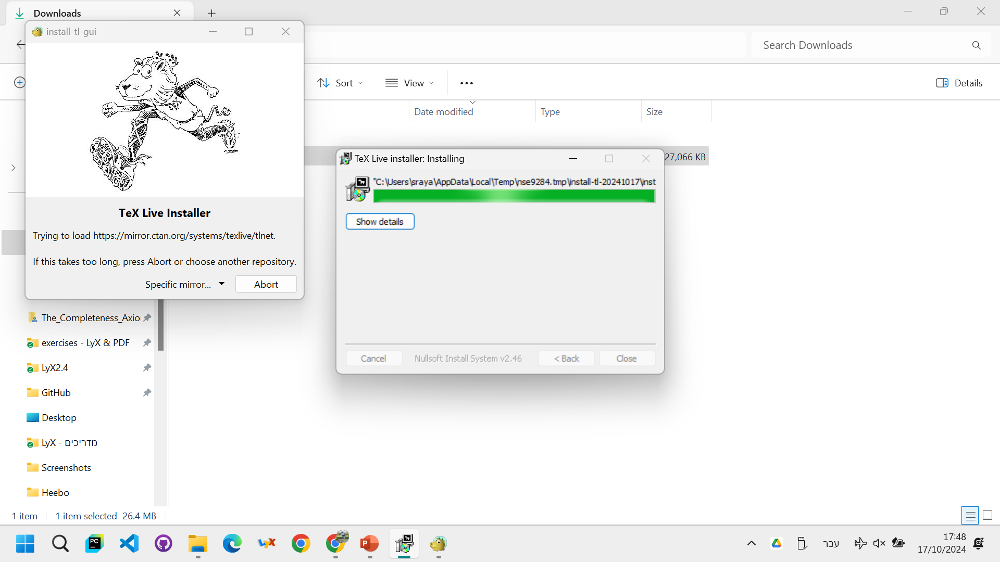 Downloads
install-tl-gui
Search Downloads
Sort
View
Details
Date modified
Type
Size
27,066 KB
TeX Live Installer
Trying to load https://mirror.ctan.org/systems/texlive/tlnet.
If this takes too long, press Abort or choose another repository.
Specific mirror...
Abort
TeX Live installer: Installing
"C:\Users\sraya\AppData\Local\Temp\nse9284.tmp\install-tl-20241017\inst
Show details
Cancel
Nullsoft Install System v2.46
< Back
Close
The_Completeness_Axio
exercises - LyX & PDF
LyX2.4
GitHub
Desktop
LyX - מדריכים
Screenshots
Heebo
1 item
1 item selected 26.4 MB
עבר
17:48
17/10/2024